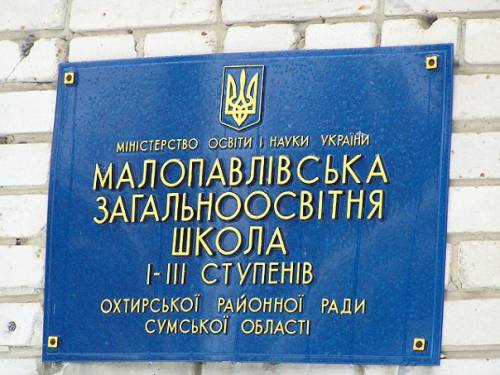 МІНІСТЕРСТВО ОСВІТИ І НАУКИ УКРАЇНИ
МАЛОПАВЛІВСЬКА
ЗАГАЛЬНООСВІТНЯ
ШКОЛА
І-ІІІ СТУПЕНІВ
ОХТИРСЬКОЇ РАЙОННОЇ РАДИ
СУМСЬКОЇ ОБЛАСТІ